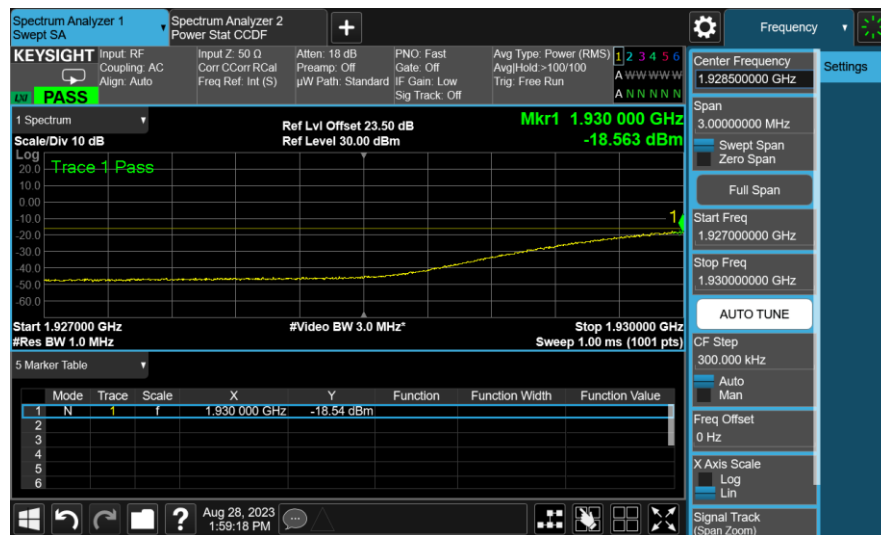 Spectrum Analyzer 1
Swept SA
Spectrum Analyzer 2
Power Stat CCDF
+
Frequency
KEYSIGHT
Input: RF
Coupling: AC
Align: Auto
Input Z: 50 Ω
Corr CCorr RCal
Freq Ref: Int (S)
Atten: 18 dB
Preamp: Off
µW Path: Standard
PNO: Fast
Gate: Off
IF Gain: Low
Sig Track: Off
Avg Type: Power (RMS)
Avg|Hold:>100/100
Trig: Free Run
1 2 3 4 5 6
A W W W W W
A N N N N N
LXI
PASS
1 Spectrum
Scale/Div 10 dB
Ref Lvl Offset 23.50 dB
Ref Level 30.00 dBm
Mkr1 1.930 000 GHz
-18.563 dBm
Log
Trace 1 Pass
20.0
10.0
0.00
-10.0
-20.0
-30.0
-40.0
-50.0
-60.0
1
Start 1.927000 GHz
#Video BW 3.0 MHz*
Stop 1.930000 GHz
#Res BW 1.0 MHz
Sweep 1.00 ms (1001 pts)
5 Marker Table
Mode Trace Scale X Y Function Function Width Function Value
1 N 1 f 1.930 000 GHz -18.54 dBm
2
3
4
5
6
Center Frequency
1.928500000 GHz
Settings
Span
3.00000000 MHz
Swept Span
Zero Span
Full Span
Start Freq
1.927000000 GHz
Stop Freq
1.930000000 GHz
AUTO TUNE
CF Step
300.000 kHz
Auto
Man
Freq Offset
0 Hz
X Axis Scale
Log
Lin
Signal Track
(Span Zoom)
?
Aug 28, 2023
1:59:18 PM